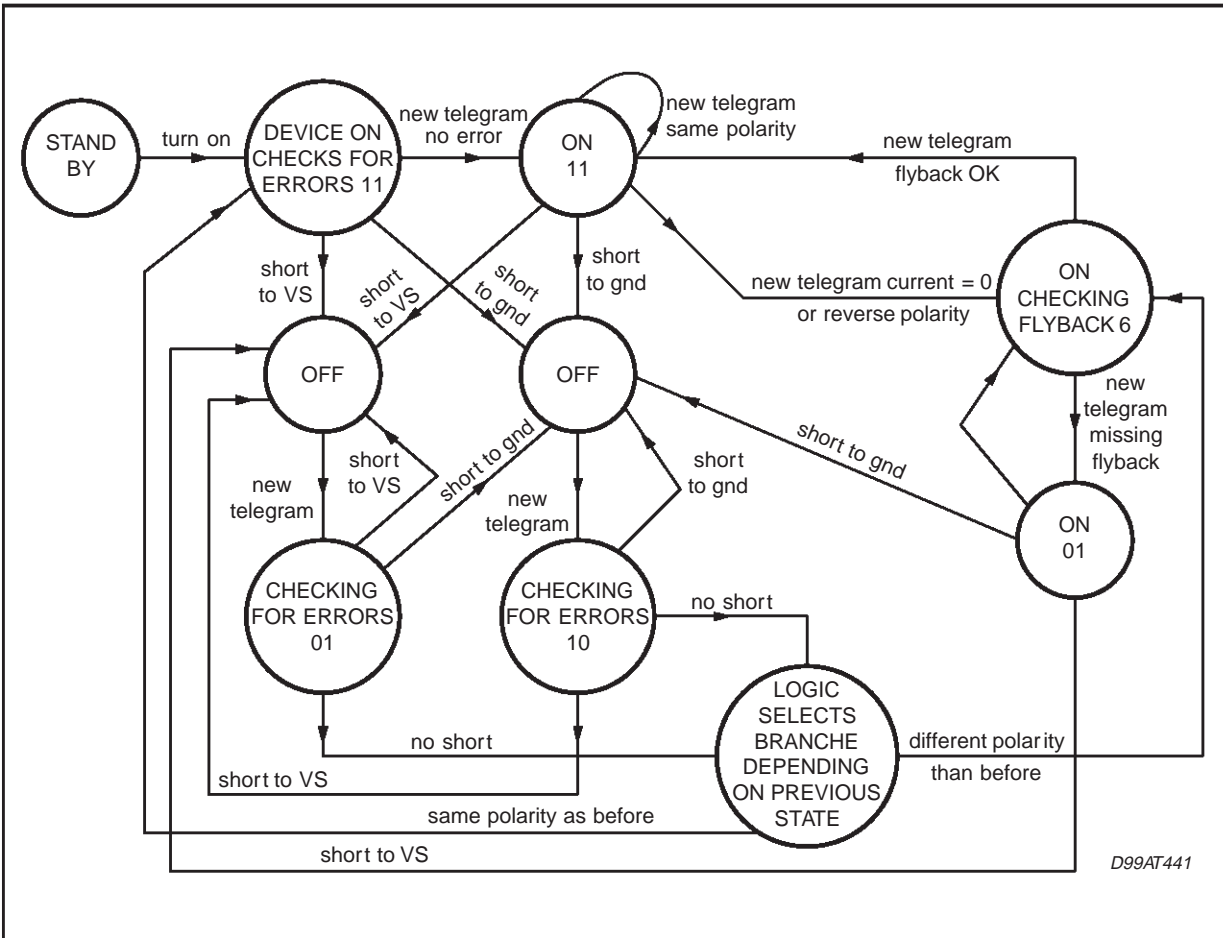 STAND
BY
turn on
DEVICE ON
CHECKS FOR
ERRORS 11
new telegram
no error
ON
11
new telegram
same polarity
new telegram
flyback OK
short
to VS
short
to VS
short
to gnd
short
to gnd
new telegram current = 0
or reverse polarity
ON
CHECKING
FLYBACK 6
OFF
OFF
new
telegram
missing
flyback
short to gnd
new
telegram
short
to VS
short to gnd
new
telegram
short
to gnd
ON
01
CHECKING
FOR ERRORS
01
CHECKING
FOR ERRORS
10
no short
LOGIC
SELECTS
BRANCHE
DEPENDING
ON PREVIOUS
STATE
no short
different polarity
than before
short to VS
same polarity as before
short to VS
D99AT441